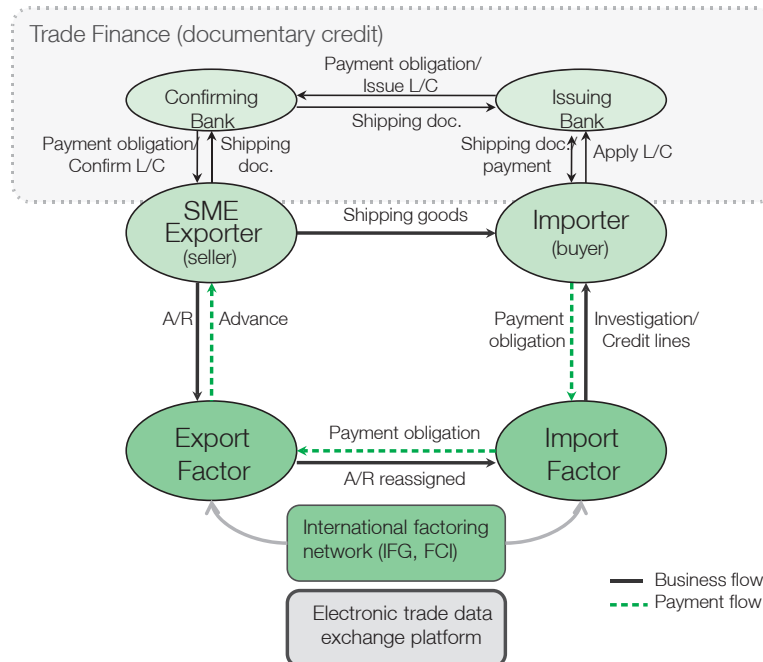 Trade Finance (documentary credit)
Payment obligation/
Issue L/C
Confirming
Bank
Issuing
Bank
Shipping doc.
Payment obligation/
Confirm L/C
Shipping
doc.
Shipping doc./
payment
Apply L/C
SME
Exporter
(seller)
Shipping goods
Importer
(buyer)
A/R
Advance
Payment
obligation
Investigation/
Credit lines
Export
Factor
Payment obligation
A/R reassigned
Import
Factor
International factoring
network (IFG, FCI)
Business flow
Payment flow
Electronic trade data
exchange platform